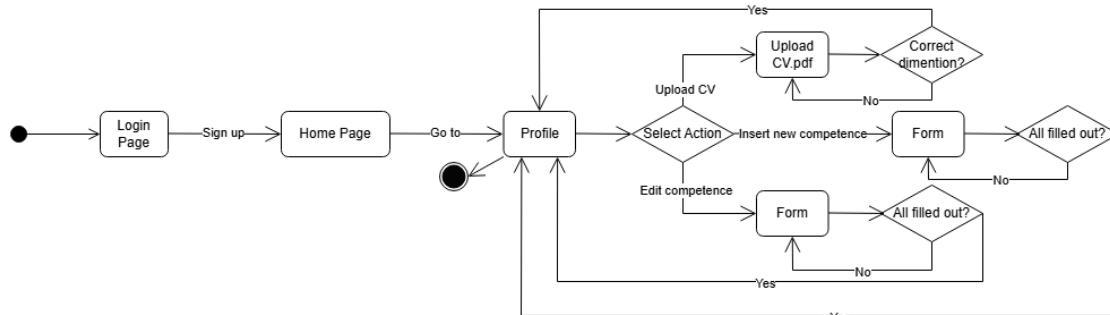 Yes
Upload
CV.pdf
Correct
dimention?
No
Upload CV
Login
Page
Sign up
Home Page
Go to
Profile
Select Action
Insert new competence
Form
All filled out?
No
Edit competence
Form
All filled out?
No
Yes